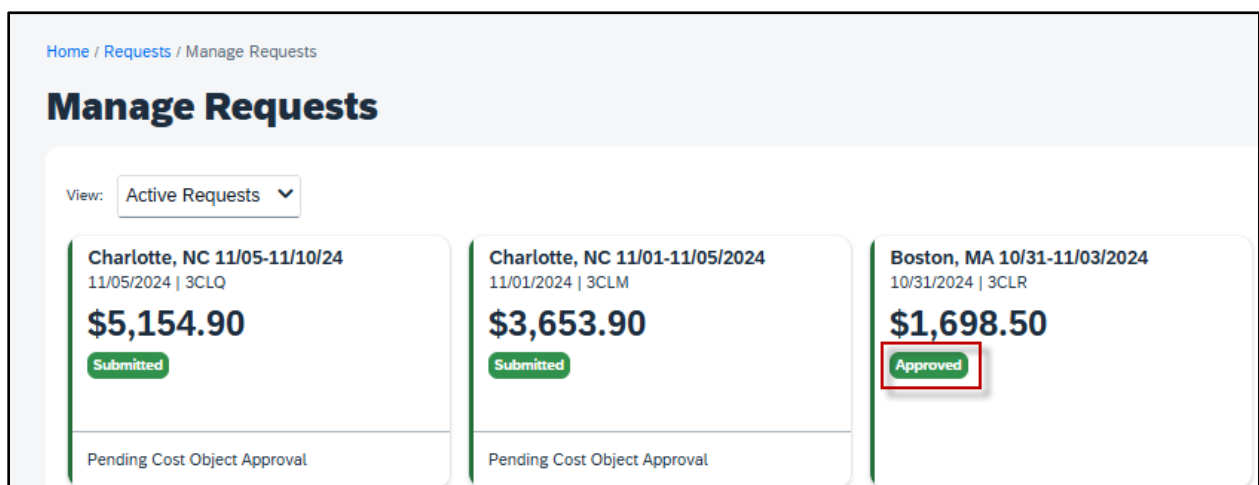 Home / Requests / Manage Requests
Manage Requests
View: Active Requests
Charlotte, NC 11/05-11/10/24
11/05/2024 | 3CLQ
$5,154.90
Submitted
Pending Cost Object Approval
Charlotte, NC 11/01-11/05/2024
11/01/2024 | 3CLM
$3,653.90
Submitted
Pending Cost Object Approval
Boston, MA 10/31-11/03/2024
10/31/2024 | 3CLR
$1,698.50
Approved